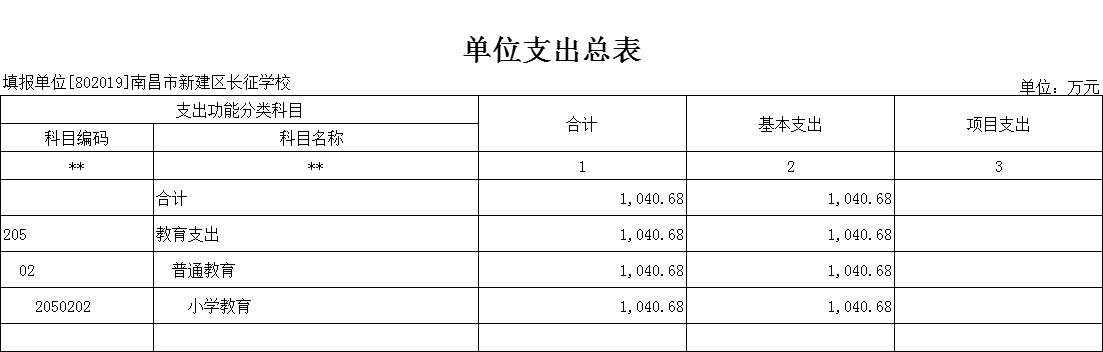 单位支出总表
填报单位[802019]南昌市新建区长征学校 单位：万元
支出功能分类科目 合计 基本支出 项目支出
科目编码 科目名称
** ** 1 2 3
合计 1,040.68 1,040.68
205 教育支出 1,040.68 1,040.68
02 普通教育 1,040.68 1,040.68
2050202 小学教育 1,040.68 1,040.68